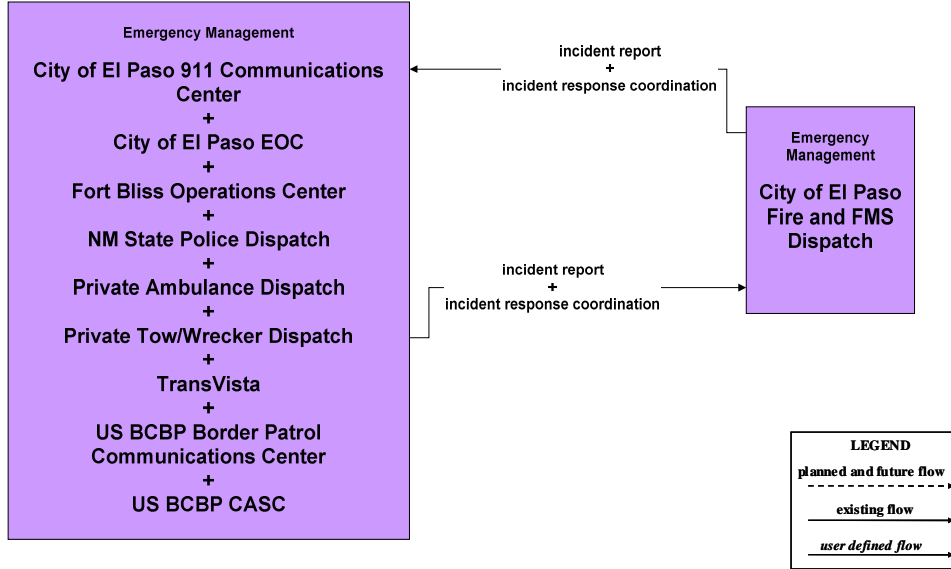 Emergency Management
City of El Paso 911 Communications
Center
+
City of El Paso EOC
+
Fort Bliss Operations Center
+
NM State Police Dispatch
+
Private Ambulance Dispatch
+
Private Tow/Wrecker Dispatch
+
TransVista
+
US BCBP Border Patrol
Communications Center
+
US BCBP CASC
incident report
+
incident response coordination
incident report
+
incident response coordination
Emergency
Management
City of El Paso
Fire and FMS
Dispatch
LEGEND
planned and future flow
existing flow
user defined flow